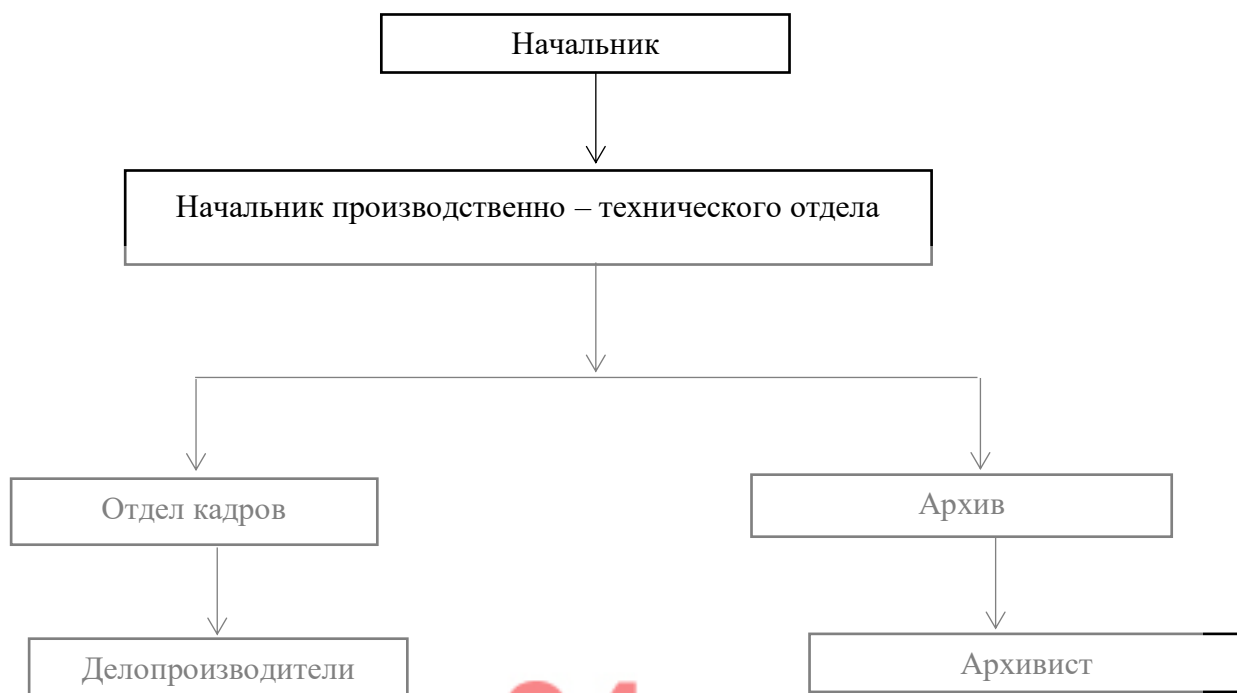 Начальник
Начальник производственно – технического отдела
Отдел кадров
Архив
Делопроизводители
Архивист